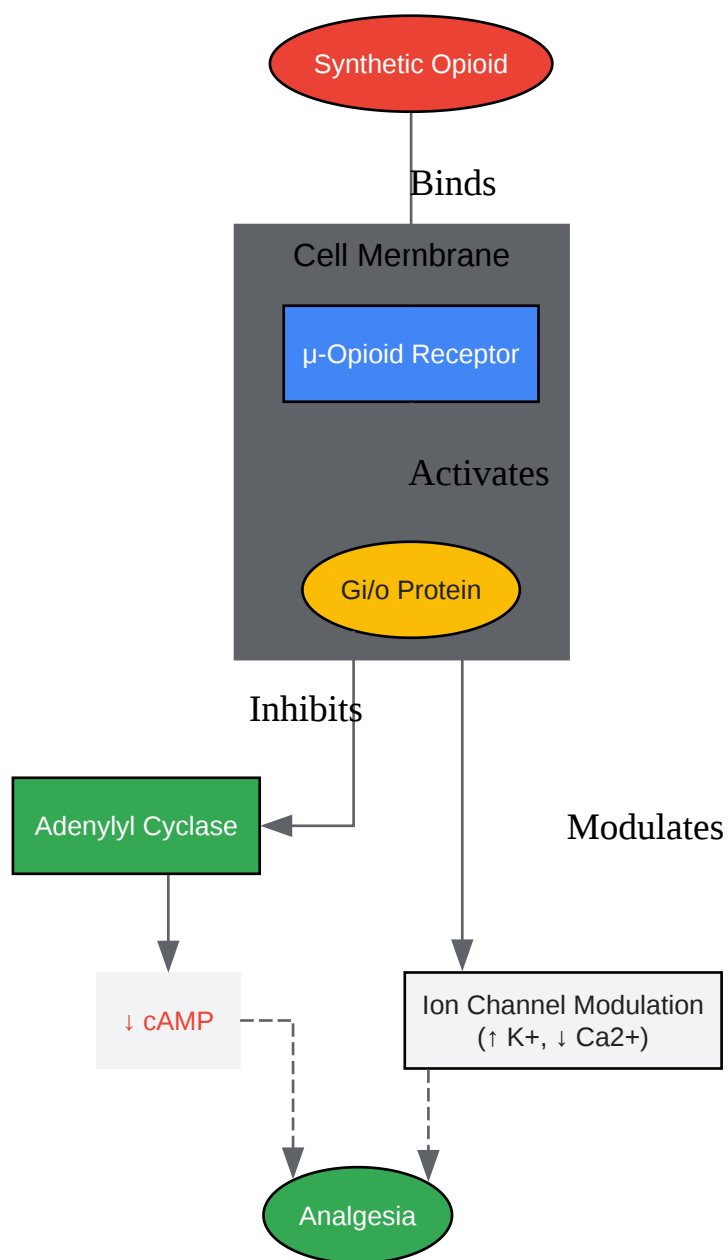 Synthetic Opioid
Binds
Cell Membrane
μ-Opioid Receptor
Activates
Gi/o Protein
Inhibits
Adenylyl Cyclase
Modulates
↓ cAMP
Ion Channel Modulation
(↑ K+, ↓ Ca2+)
Analgesia